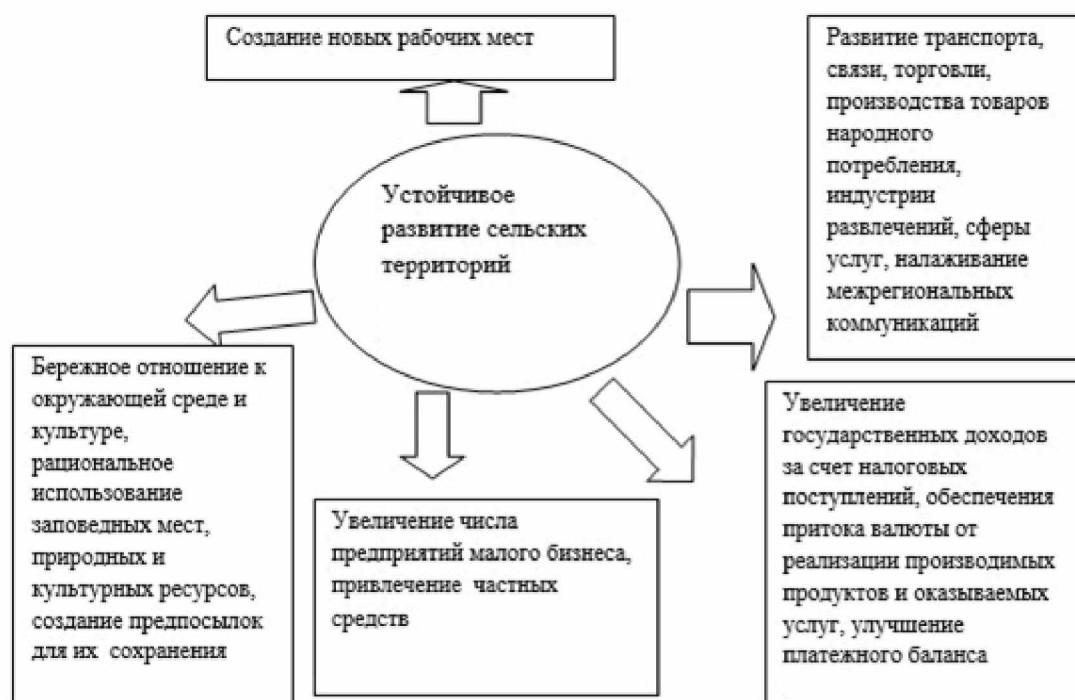 Создание новых рабочих мест
Развитие транспорта,
связи, торговли,
производства товаров
народного
потребления,
индустрии
развлечений, сферы
услуг, налаживание
межрегиональных
коммуникаций
Устойчивое
развитие сельских
территорий
Бережное отношение к
окружающей среде и
культуре,
рациональное
использование
заповедных мест,
природных и
культурных ресурсов,
создание предпосылок
для их сохранения
Увеличение числа
предприятий малого бизнеса,
привлечение частных
средств
Увеличение
государственных доходов
за счет налоговых
поступлений, обеспечения
притока валюты от
реализации производимых
продуктов и оказываемых
услуг, улучшение
платежного баланса